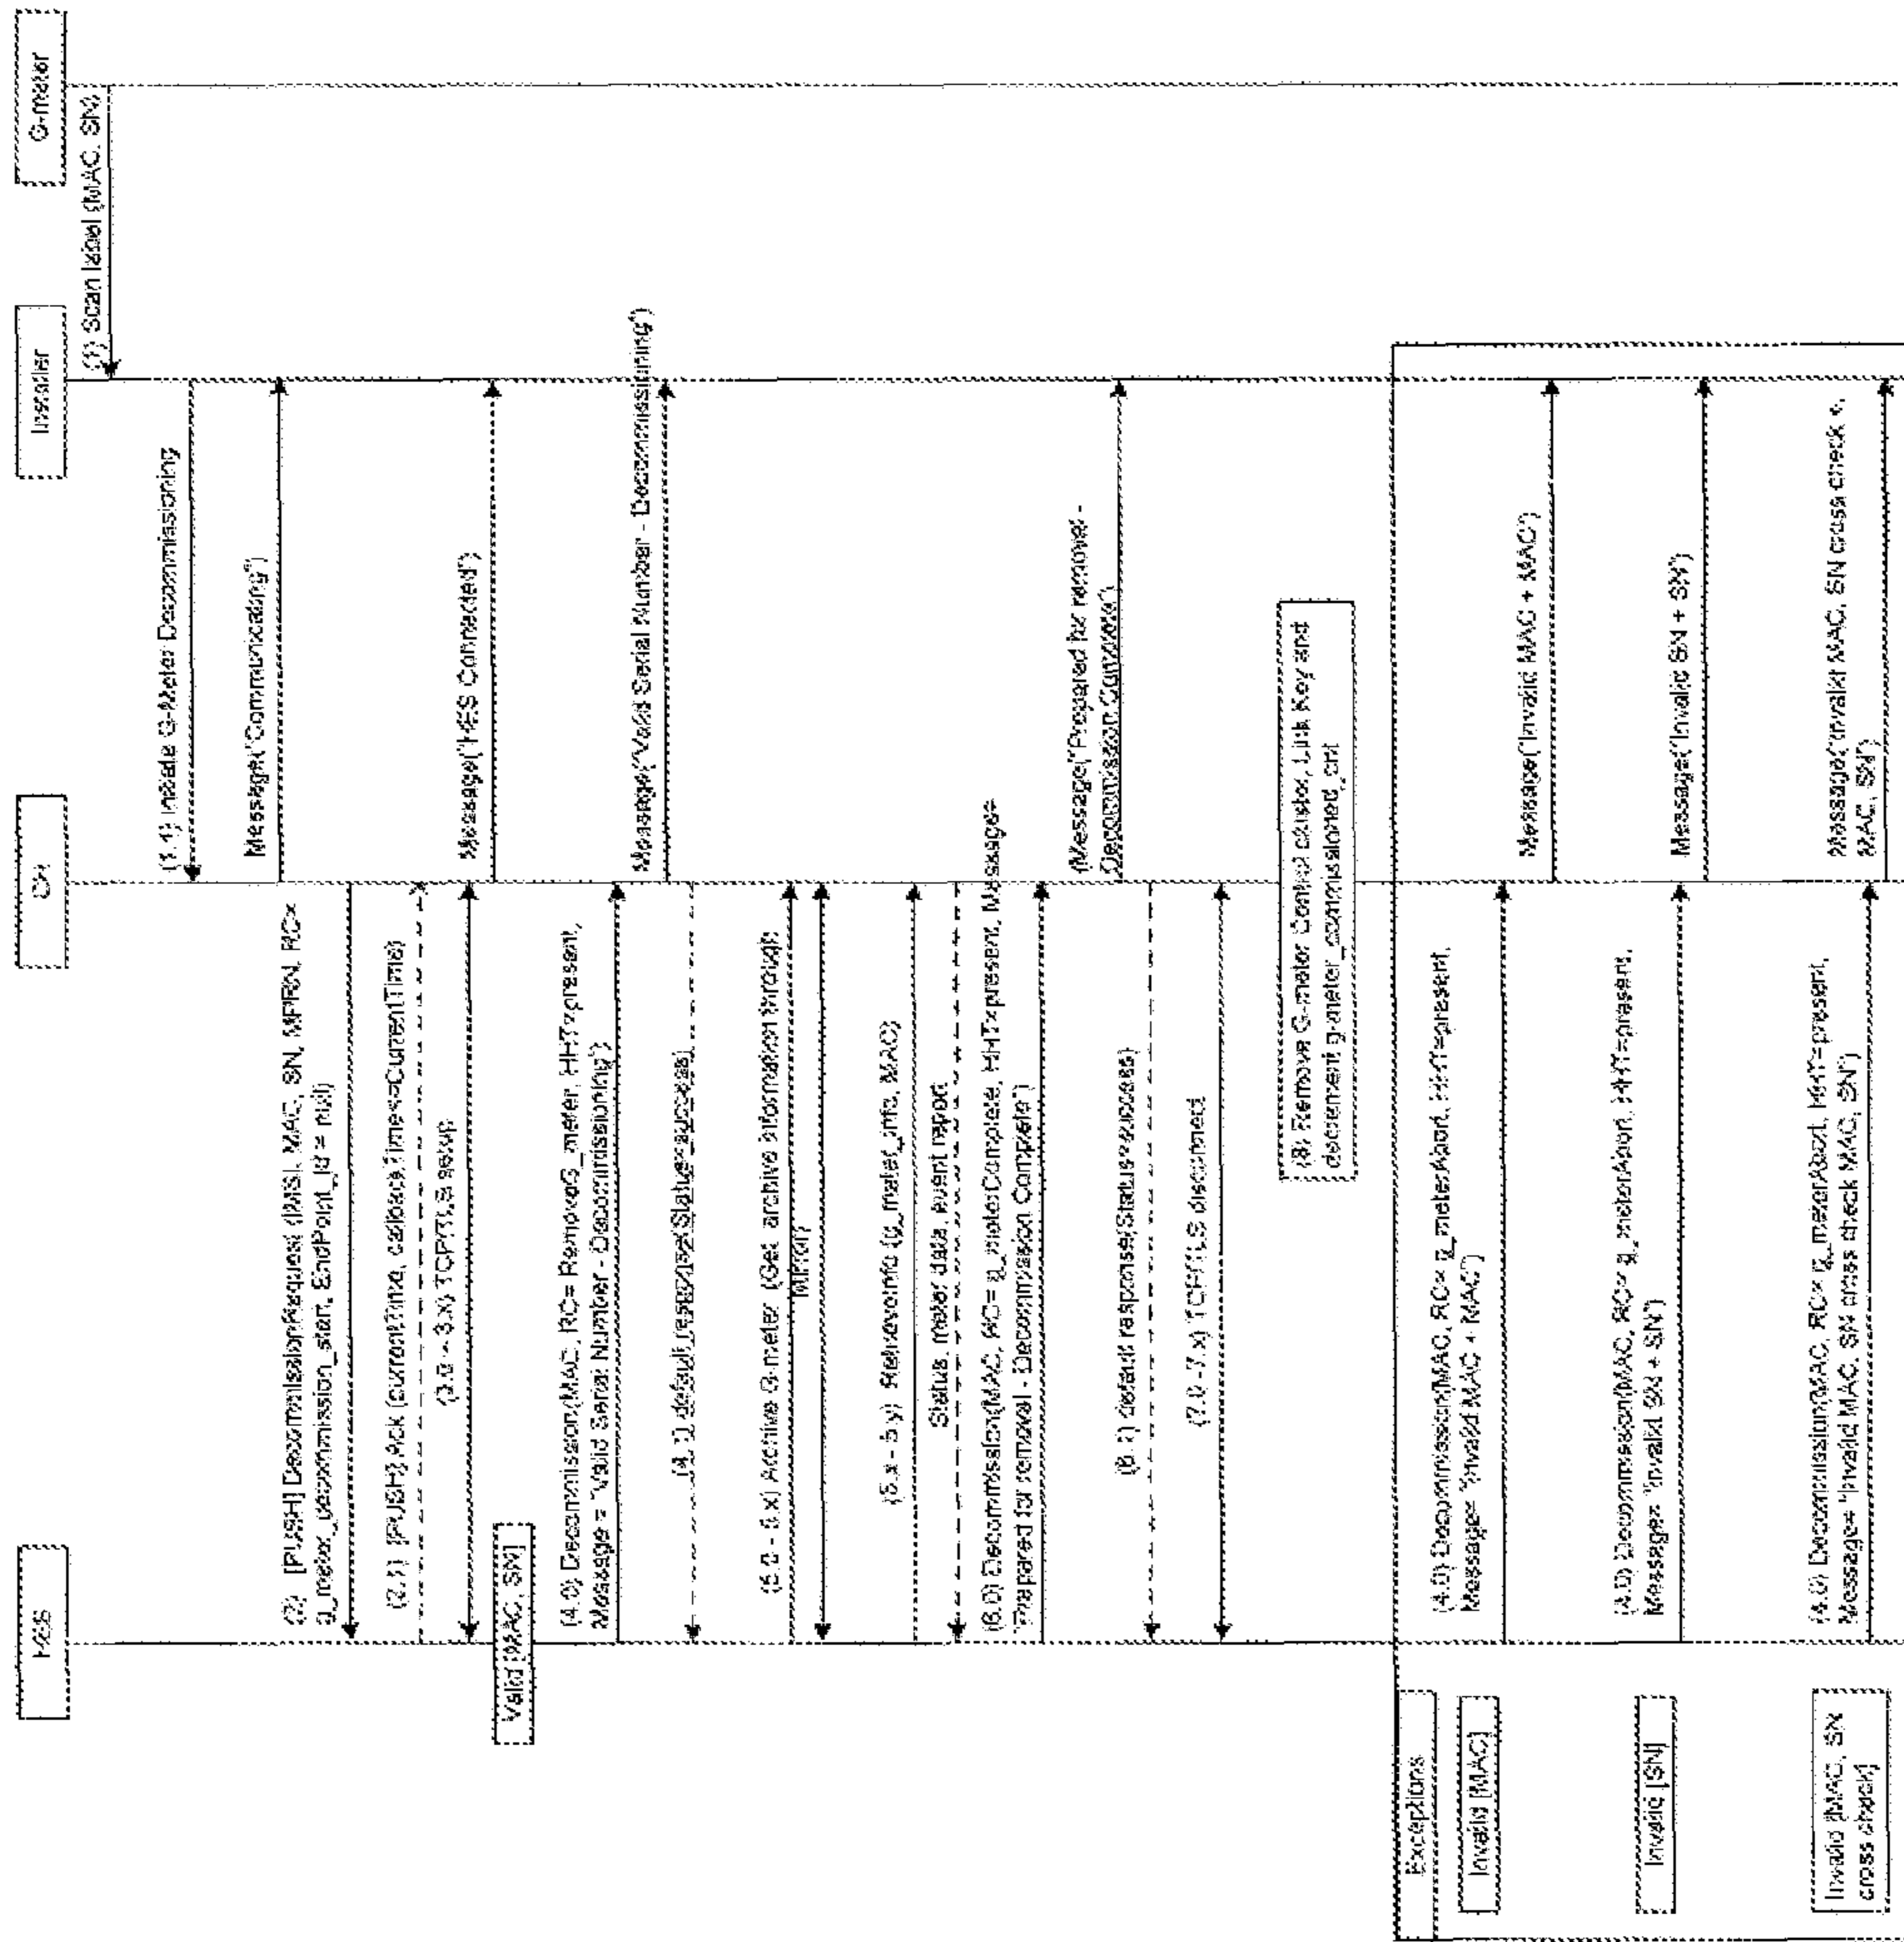 HES
CH
Installer
G-meter
(1) Scan label (MAC, SN)
(1.1) Initiate G-Meter Decommissioning
Message("Communicating")
(2) [PUSH] DecommissionRequest (IMSI, MAC, SN, MPRN, RC=
g_meter_decommission_start, EndPoint_Id = null)
(2.1) [PUSH] Ack (currentTime, callbackTimes=CurrentTime)
(3.0 - 3.x) TCP/TLS setup
Message("HES Connected")
Valid [MAC, SN]
(4.0) Decommission(MAC, RC= RemoveG_meter, HHT=present,
Message = "Valid Serial Number - Decommissioning")
Message("Valid Serial Number - Decommissioning")
(4.1) default response(Status=success)
(5.0 - 5.x) Archive G-meter (Get archive information through
Mirror)
(5.x - 5.y) RetrieveInfo (g_meter_info, MAC)
Status, meter data, event report
(6.0) Decommission(MAC, RC= g_meterComplete, HHT=present, Message=
"Prepared for removal - Decommission Complete")
(Message("Prepared for removal -
Decommission Complete")
(6.1) default response(Status=success)
(7.0 -7.x) TCP/TLS disconnect
(8) Remove G-meter Control cluster, Link Key and
decrement g-meter_commissioned_cnt
Exceptions
Invalid [MAC]
(4.0) Decommission(MAC, RC= g_meterAbort, HHT=present,
Message= "Invalid MAC + MAC")
Message("Invalid MAC + MAC")
Invalid [SN]
(4.0) Decommission(MAC, RC= g_meterAbort, HHT=present,
Message= "Invalid SN + SN")
Message("Invalid SN + SN")
Invalid [MAC, SN
cross check]
(4.0) Decommission(MAC, RC= g_meterAbort, HHT=present,
Message= "Invalid MAC, SN cross check MAC, SN")
Message("Invalid MAC, SN cross check +,
MAC, SN")